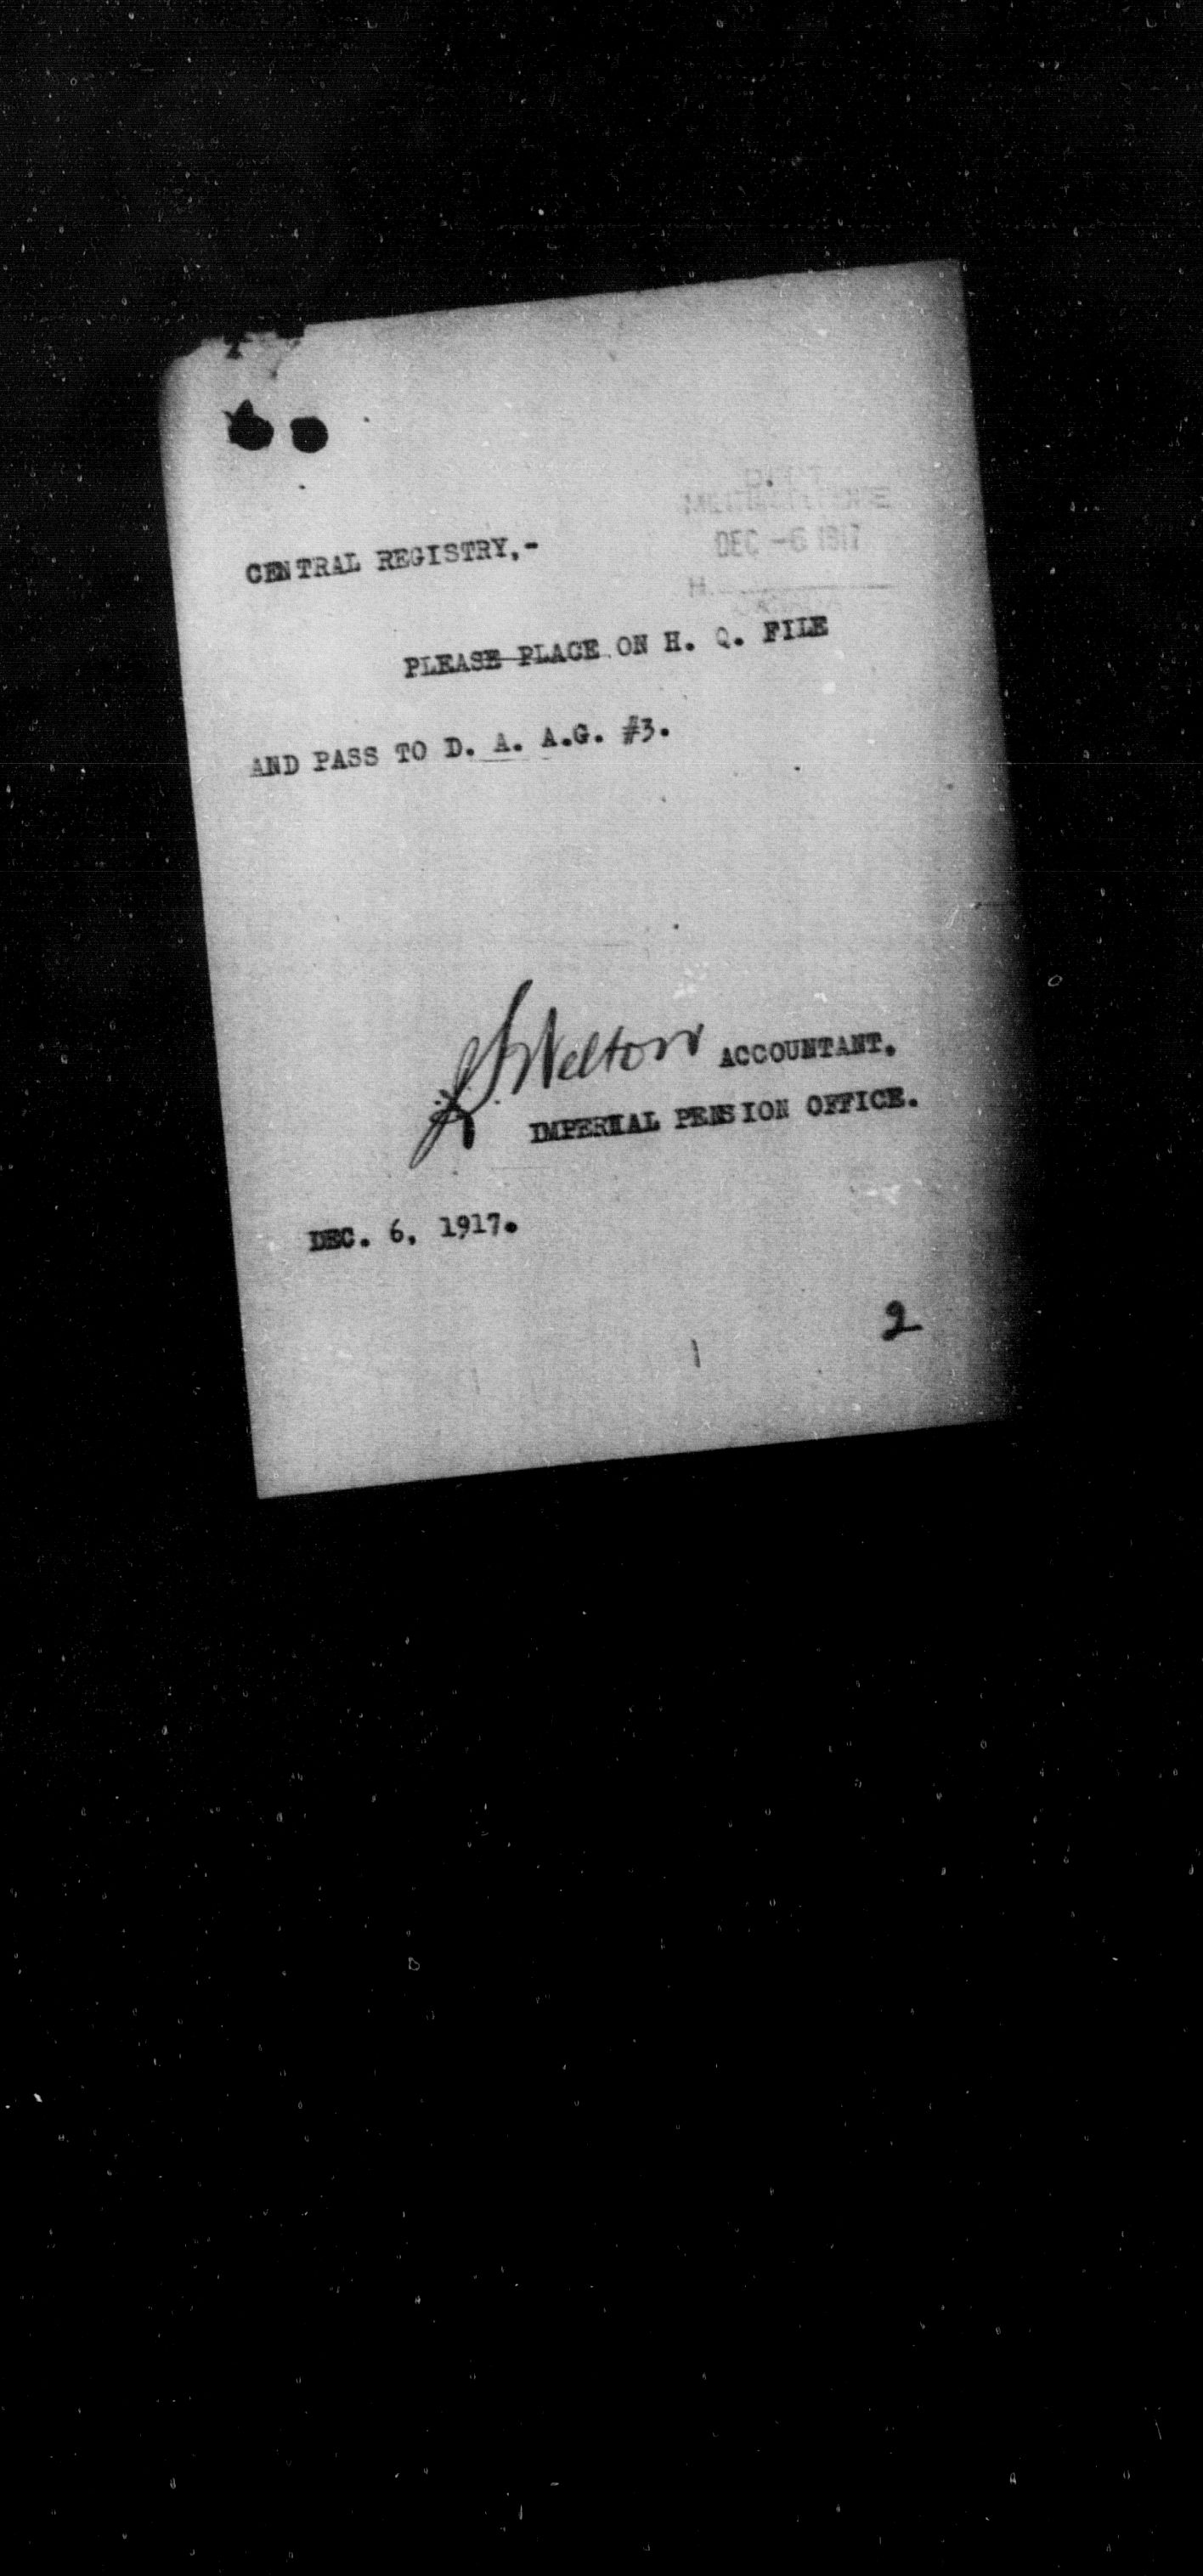 DEC -6 1917
H.
CENTRAL REGISTRY,-
PLEASE PLACE ON H. Q. FILE
AND PASS TO D. A. A.G. #3.
Welton ACCOUNTANT.
IMPERIAL PENSION OFFICE.
DEC. 6, 1917.
2